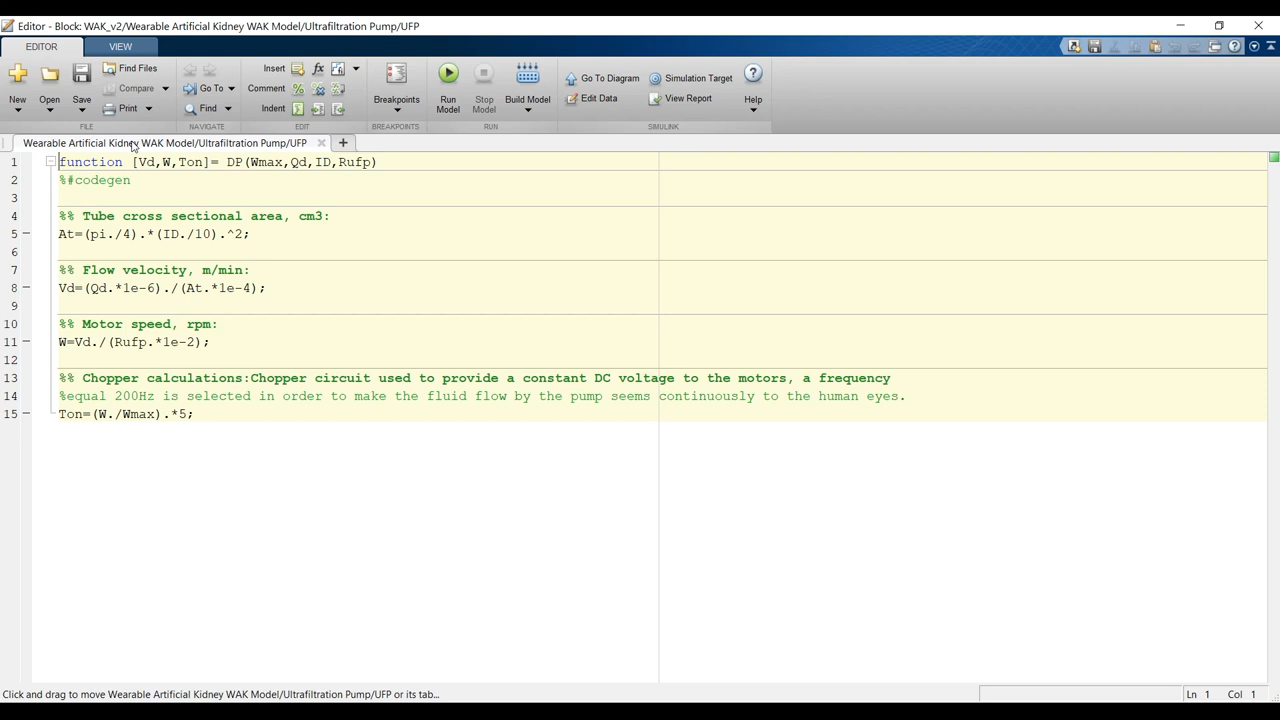 Editor - Block: WAK_v2/Wearable Artificial Kidney WAK Model/Ultrafiltration Pump/UFP
EDITOR
VIEW
New
Open
Save
Find Files
Compare
Print
FILE
Go To
Find
NAVIGATE
Insert
Comment
Indent
EDIT
Breakpoints
BREAKPOINTS
Run
Model
Stop
Model
Build Model
RUN
Go To Diagram
Edit Data
Simulation Target
View Report
SIMULINK
Help
Wearable Artificial Kidney WAK Model/Ultrafiltration Pump/UFP
1 function [Vd,W,Ton]= DP(Wmax,Qd,ID,Rufp)
2 %#codegen
3
4 %% Tube cross sectional area, cm3:
5 At=(pi./4).*(ID./10).^2;
6
7 %% Flow velocity, m/min:
8 Vd=(Qd.*1e-6)./(At.*1e-4);
9
10 %% Motor speed, rpm:
11 W=Vd./(Rufp.*1e-2);
12
13 %% Chopper calculations:Chopper circuit used to provide a constant DC voltage to the motors, a frequency
14 %equal 200Hz is selected in order to make the fluid flow by the pump seems continuously to the human eyes.
15 Ton=(W./Wmax).*5;
Click and drag to move Wearable Artificial Kidney WAK Model/Ultrafiltration Pump/UFP or its tab...
Ln 1 Col 1